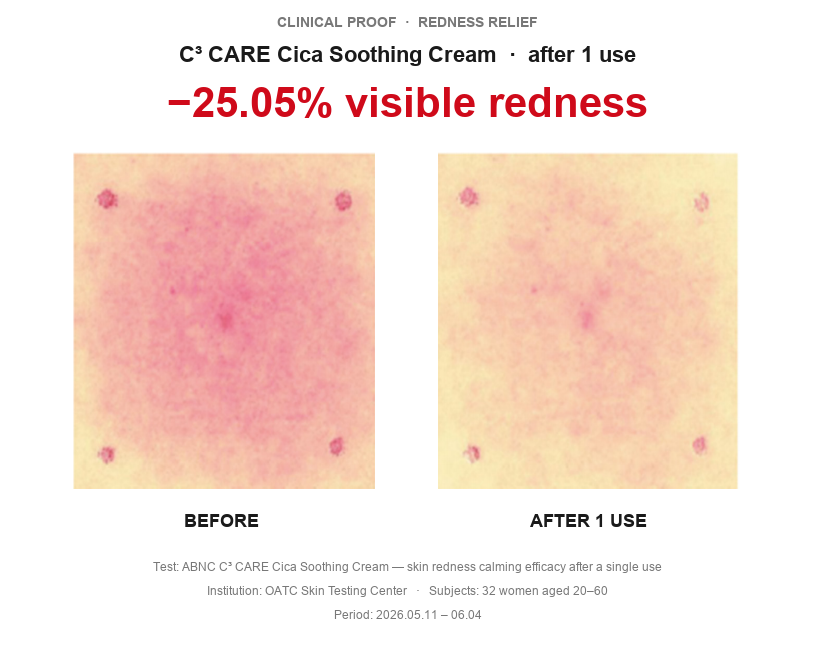 CLINICAL PROOF · REDNESS RELIEF
C³ CARE Cica Soothing Cream · after 1 use
−25.05% visible redness
BEFORE
AFTER 1 USE
Test: ABNC C³ CARE Cica Soothing Cream — skin redness calming efficacy after a single use
Institution: OATC Skin Testing Center · Subjects: 32 women aged 20–60
Period: 2026.05.11 – 06.04